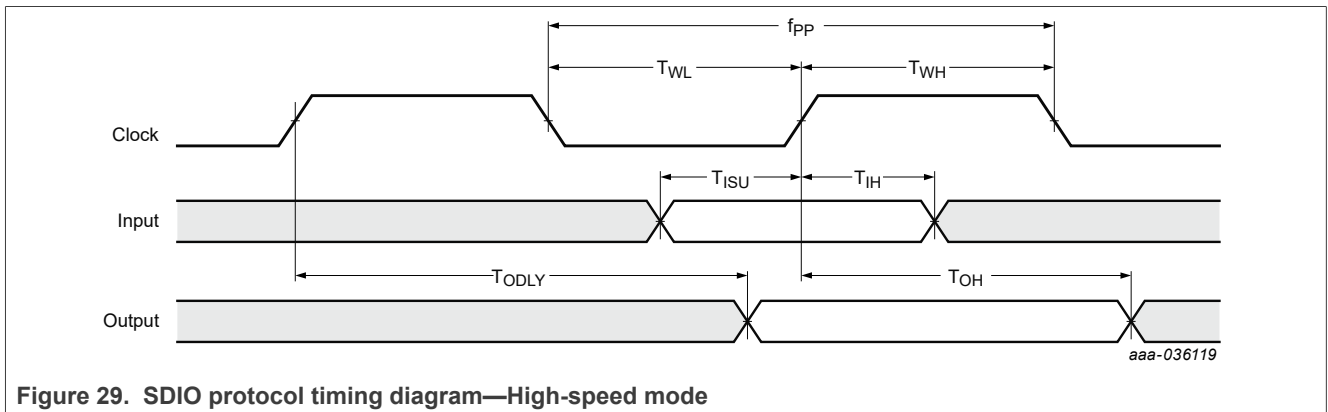 fPP
TWL TWH
Clock
TISU TIH
Input
TODLY TOH
Output
aaa-036119
Figure 29. SDIO protocol timing diagram—High-speed mode